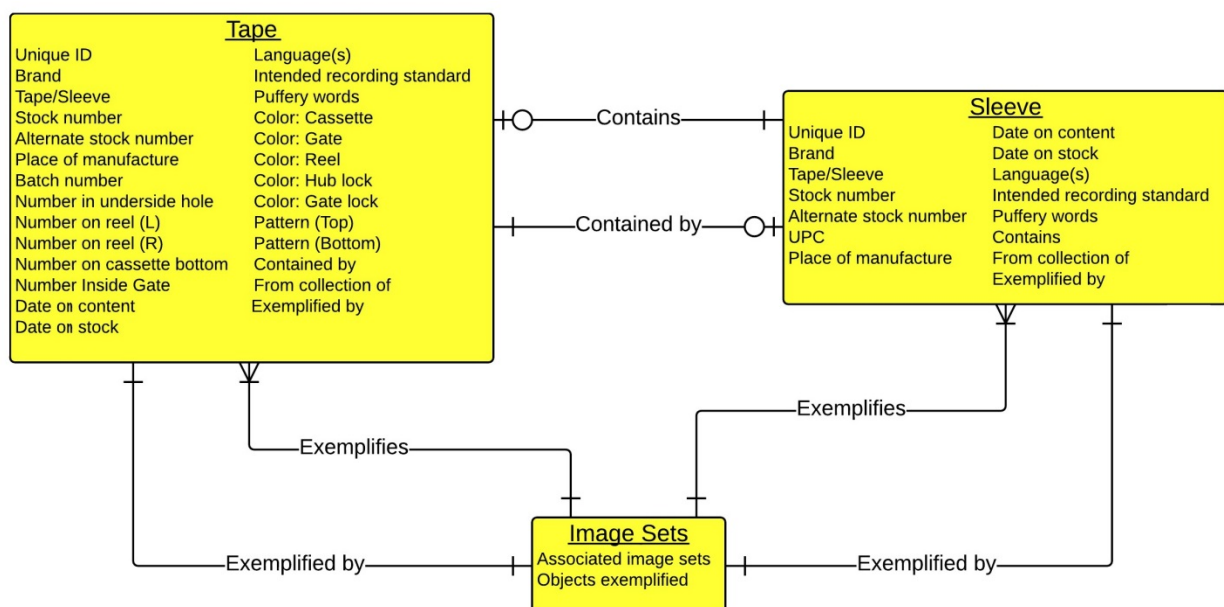 Tape
Unique ID
Brand
Tape/Sleeve
Stock number
Alternate stock number
Place of manufacture
Batch number
Number in underside hole
Number on reel (L)
Number on reel (R)
Number on cassette bottom
Number Inside Gate
Date on content
Date on stock
Language(s)
Intended recording standard
Puffery words
Color: Cassette
Color: Gate
Color: Reel
Color: Hub lock
Color: Gate lock
Pattern (Top)
Pattern (Bottom)
Contained by
From collection of
Exemplified by
Contains
Contained by
Sleeve
Unique ID
Brand
Tape/Sleeve
Stock number
Alternate stock number
UPC
Place of manufacture
Date on content
Date on stock
Language(s)
Intended recording standard
Puffery words
Contains
From collection of
Exemplified by
Exemplifies
Exemplifies
Exemplified by
Image Sets
Associated image sets
Objects exemplified
Exemplified by